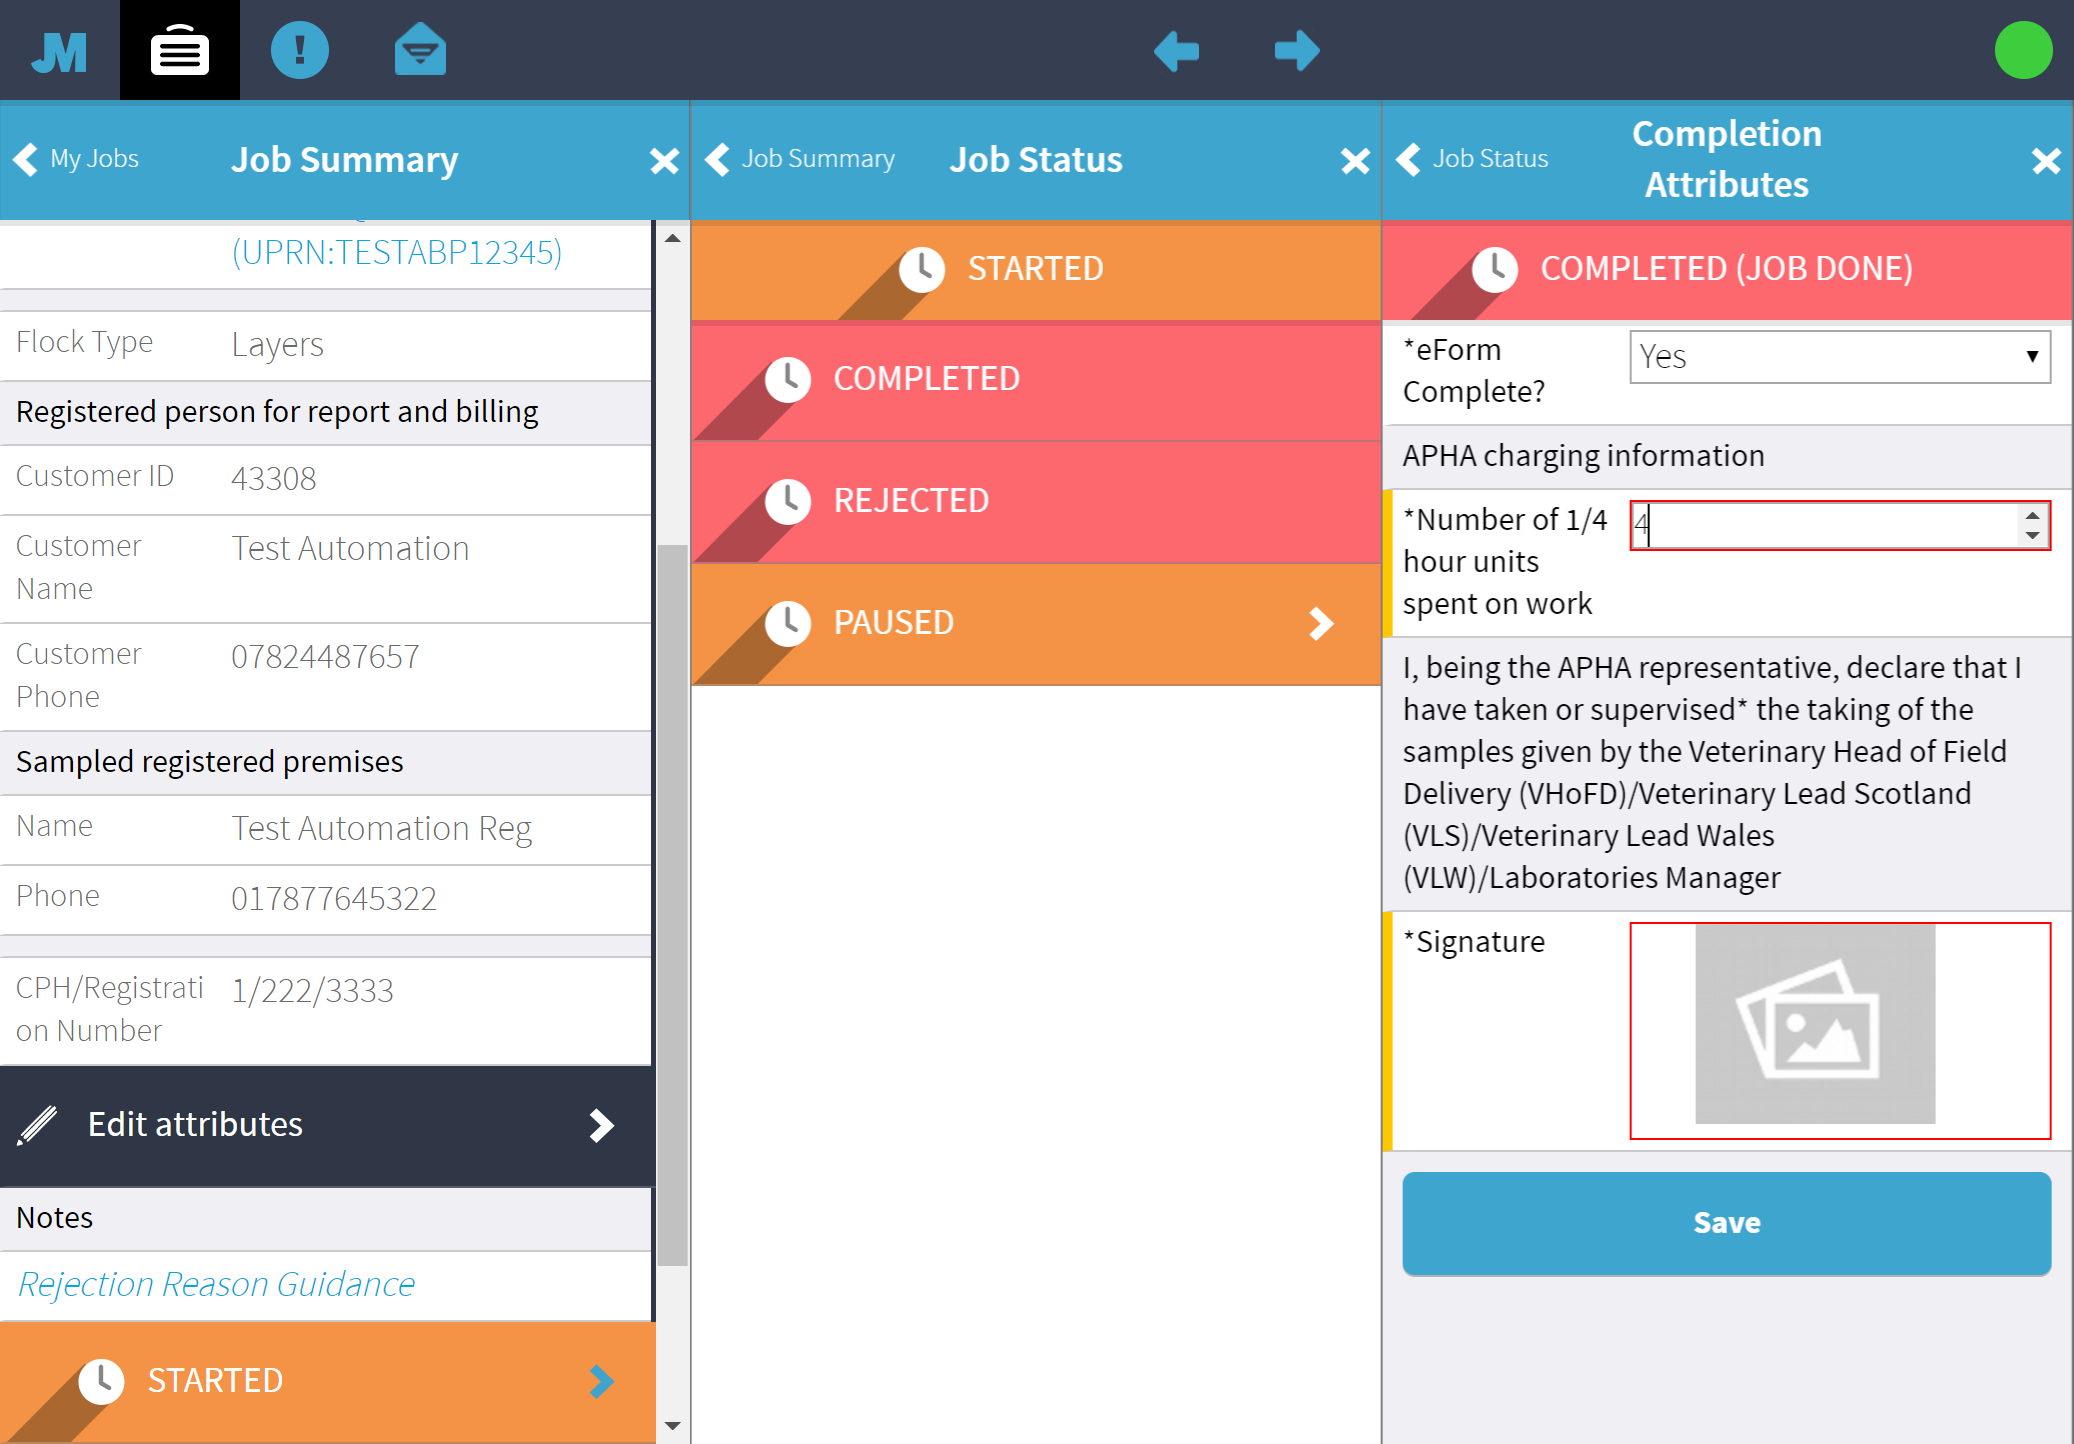 JM
My Jobs
Job Summary
(UPRN:TESTABP12345)
Flock Type
Layers
Registered person for report and billing
Customer ID
43308
Customer
Name
Test Automation
Customer
Phone
07824487657
Sampled registered premises
Name
Test Automation Reg
Phone
017877645322
CPH/Registrati
on Number
1/222/3333
Edit attributes
Notes
Rejection Reason Guidance
STARTED
Job Summary
Job Status
STARTED
COMPLETED
REJECTED
PAUSED
Job Status
Completion
Attributes
COMPLETED (JOB DONE)
*eForm
Complete?
Yes
APHA charging information
*Number of 1/4
hour units
spent on work
4
I, being the APHA representative, declare that I
have taken or supervised* the taking of the
samples given by the Veterinary Head of Field
Delivery (VHoFD)/Veterinary Lead Scotland
(VLS)/Veterinary Lead Wales
(VLW)/Laboratories Manager
*Signature
Save